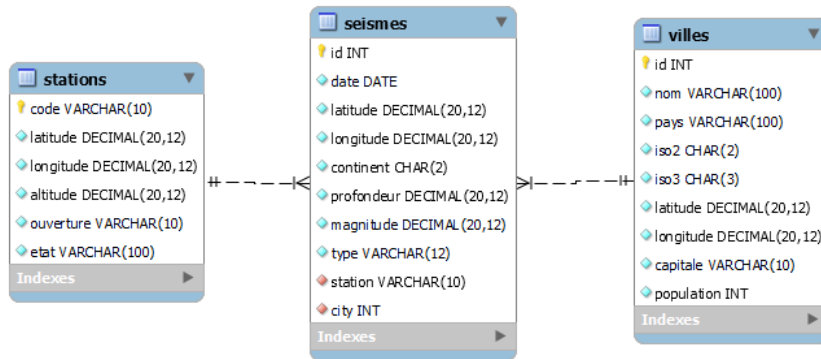 stations
code VARCHAR(10)
latitude DECIMAL(20,12)
longitude DECIMAL(20,12)
altitude DECIMAL(20,12)
ouverture VARCHAR(10)
etat VARCHAR(100)
Indexes
seismes
id INT
date DATE
latitude DECIMAL(20,12)
longitude DECIMAL(20,12)
continent CHAR(2)
profondeur DECIMAL(20,12)
magnitude DECIMAL(20,12)
type VARCHAR(12)
station VARCHAR(10)
city INT
Indexes
villes
id INT
nom VARCHAR(100)
pays VARCHAR(100)
iso2 CHAR(2)
iso3 CHAR(3)
latitude DECIMAL(20,12)
longitude DECIMAL(20,12)
capitale VARCHAR(10)
population INT
Indexes